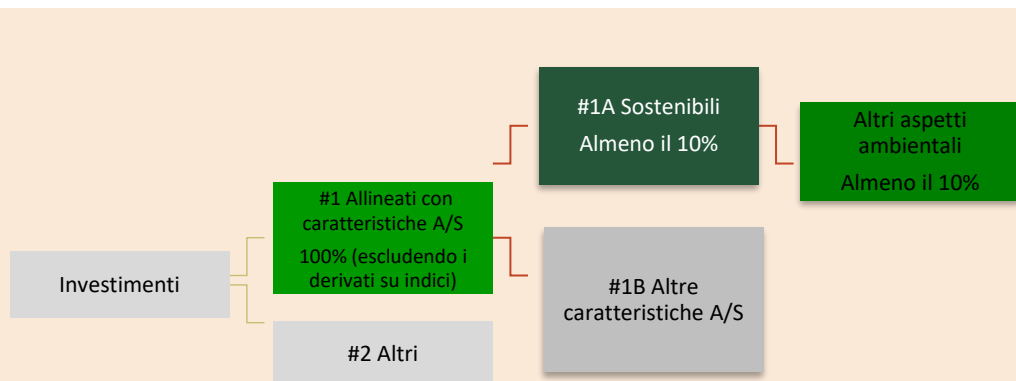 Investimenti
#1 Allineati con
caratteristiche A/S
100% (escludendo i
derivati su indici)
#2 Altri
#1A Sostenibili
Almeno il 10%
#1B Altre
caratteristiche A/S
Altri aspetti
ambientali
Almeno il 10%